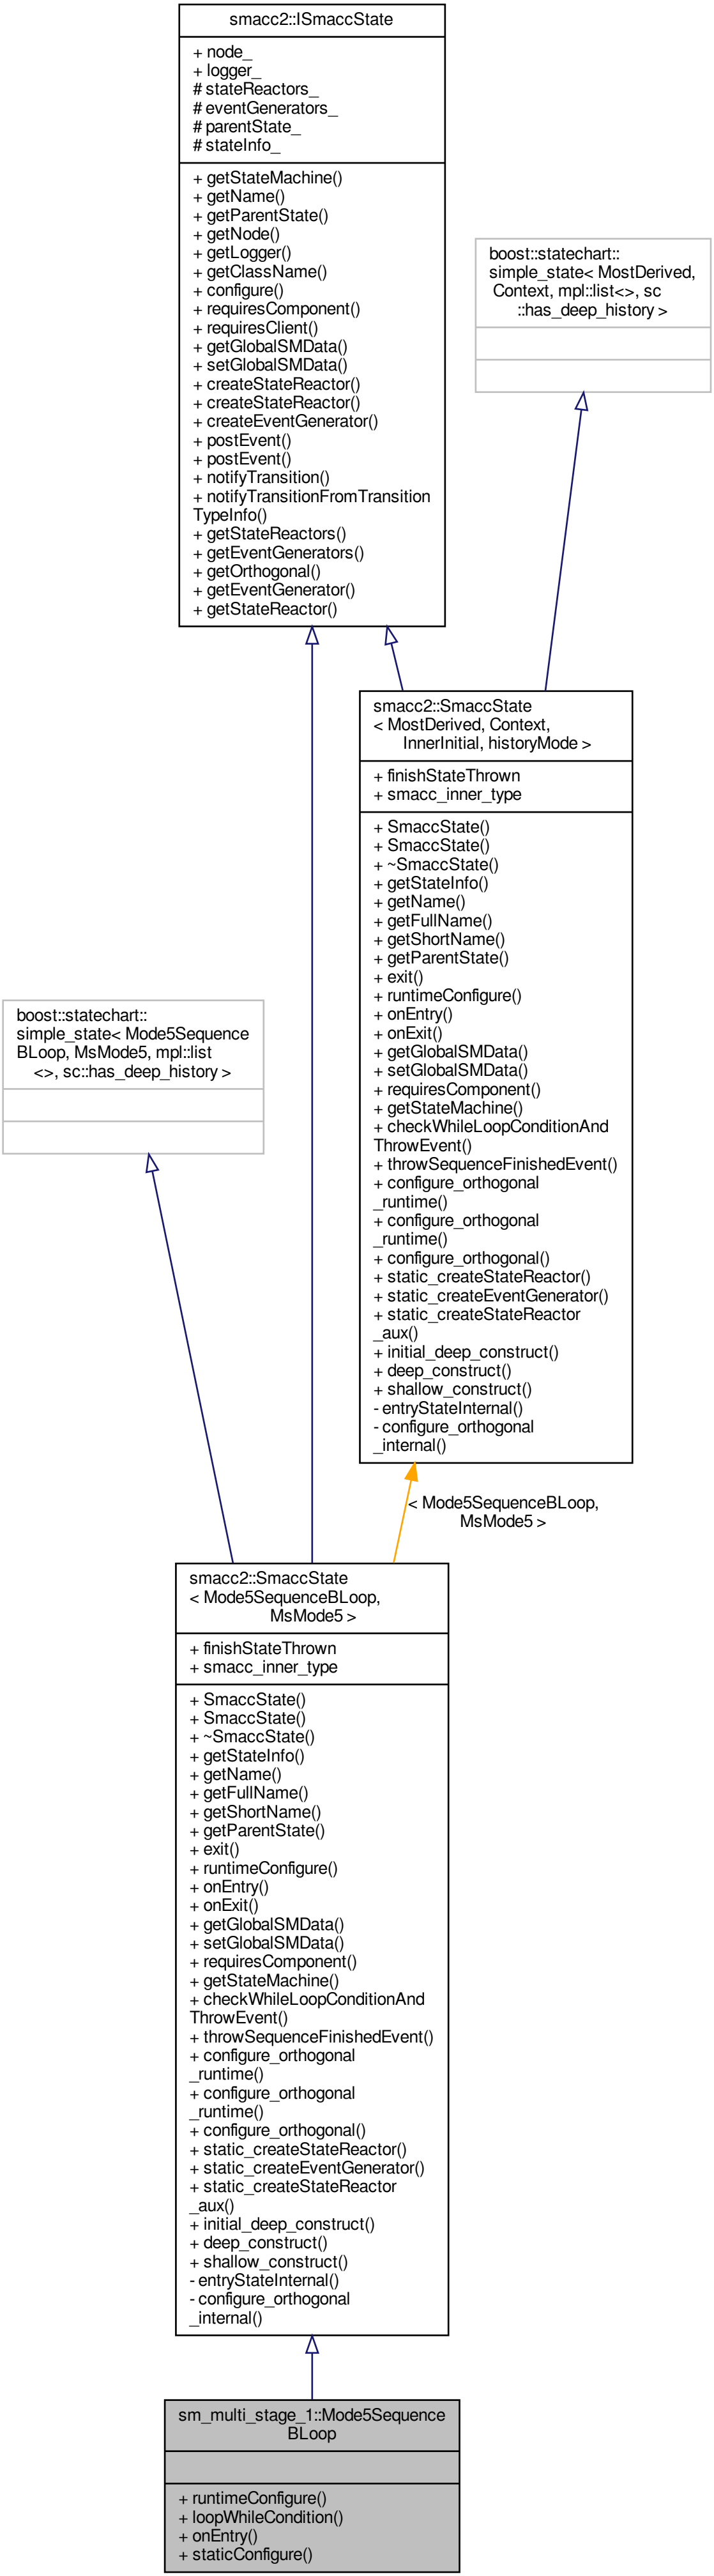 smacc2::ISmaccState
+ node_
+ logger_
# stateReactors_
# eventGenerators_
# parentState_
# stateInfo_
+ getStateMachine()
+ getName()
+ getParentState()
+ getNode()
+ getLogger()
+ getClassName()
+ configure()
+ requiresComponent()
+ requiresClient()
+ getGlobalSMData()
+ setGlobalSMData()
+ createStateReactor()
+ createStateReactor()
+ createEventGenerator()
+ postEvent()
+ postEvent()
+ notifyTransition()
+ notifyTransitionFromTransition
TypeInfo()
+ getStateReactors()
+ getEventGenerators()
+ getOrthogonal()
+ getEventGenerator()
+ getStateReactor()
boost::statechart::
simple_state< MostDerived,
Context, mpl::list<>, sc
::has_deep_history >
smacc2::SmaccState
< MostDerived, Context,
InnerInitial, historyMode >
+ finishStateThrown
+ smacc_inner_type
+ SmaccState()
+ SmaccState()
+ ~SmaccState()
+ getStateInfo()
+ getName()
+ getFullName()
+ getShortName()
+ getParentState()
+ exit()
+ runtimeConfigure()
+ onEntry()
+ onExit()
+ getGlobalSMData()
+ setGlobalSMData()
+ requiresComponent()
+ getStateMachine()
+ checkWhileLoopConditionAnd
ThrowEvent()
+ throwSequenceFinishedEvent()
+ configure_orthogonal
_runtime()
+ configure_orthogonal
_runtime()
+ configure_orthogonal()
+ static_createStateReactor()
+ static_createEventGenerator()
+ static_createStateReactor
_aux()
+ initial_deep_construct()
+ deep_construct()
+ shallow_construct()
- entryStateInternal()
- configure_orthogonal
_internal()
boost::statechart::
simple_state< Mode5Sequence
BLoop, MsMode5, mpl::list
<>, sc::has_deep_history >
< Mode5SequenceBLoop,
MsMode5 >
smacc2::SmaccState
< Mode5SequenceBLoop,
MsMode5 >
+ finishStateThrown
+ smacc_inner_type
+ SmaccState()
+ SmaccState()
+ ~SmaccState()
+ getStateInfo()
+ getName()
+ getFullName()
+ getShortName()
+ getParentState()
+ exit()
+ runtimeConfigure()
+ onEntry()
+ onExit()
+ getGlobalSMData()
+ setGlobalSMData()
+ requiresComponent()
+ getStateMachine()
+ checkWhileLoopConditionAnd
ThrowEvent()
+ throwSequenceFinishedEvent()
+ configure_orthogonal
_runtime()
+ configure_orthogonal
_runtime()
+ configure_orthogonal()
+ static_createStateReactor()
+ static_createEventGenerator()
+ static_createStateReactor
_aux()
+ initial_deep_construct()
+ deep_construct()
+ shallow_construct()
- entryStateInternal()
- configure_orthogonal
_internal()
sm_multi_stage_1::Mode5Sequence
BLoop
+ runtimeConfigure()
+ loopWhileCondition()
+ onEntry()
+ staticConfigure()